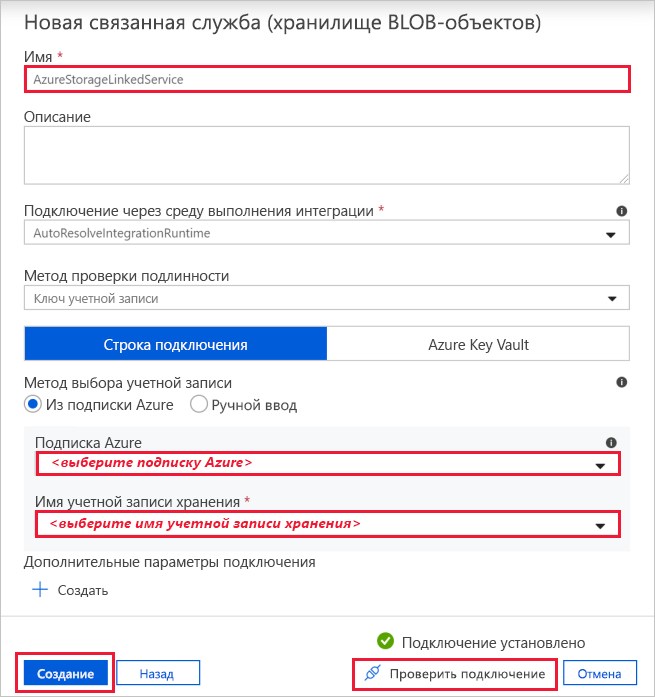 Новая связанная служба (хранилище BLOB-объектов)
Имя *
AzureStorageLinkedService
Описание
Подключение через среду выполнения интеграции *
AutoResolveIntegrationRuntime
Метод проверки подлинности
Ключ учетной записи
Строка подключения Azure Key Vault
Метод выбора учетной записи
Из подписки Azure Ручной ввод
Подписка Azure
<выберите подписку Azure>
Имя учетной записи хранения *
<выберите имя учетной записи хранения>
Дополнительные параметры подключения
Создать
Подключение установлено
Создание Назад Проверить подключение Отмена